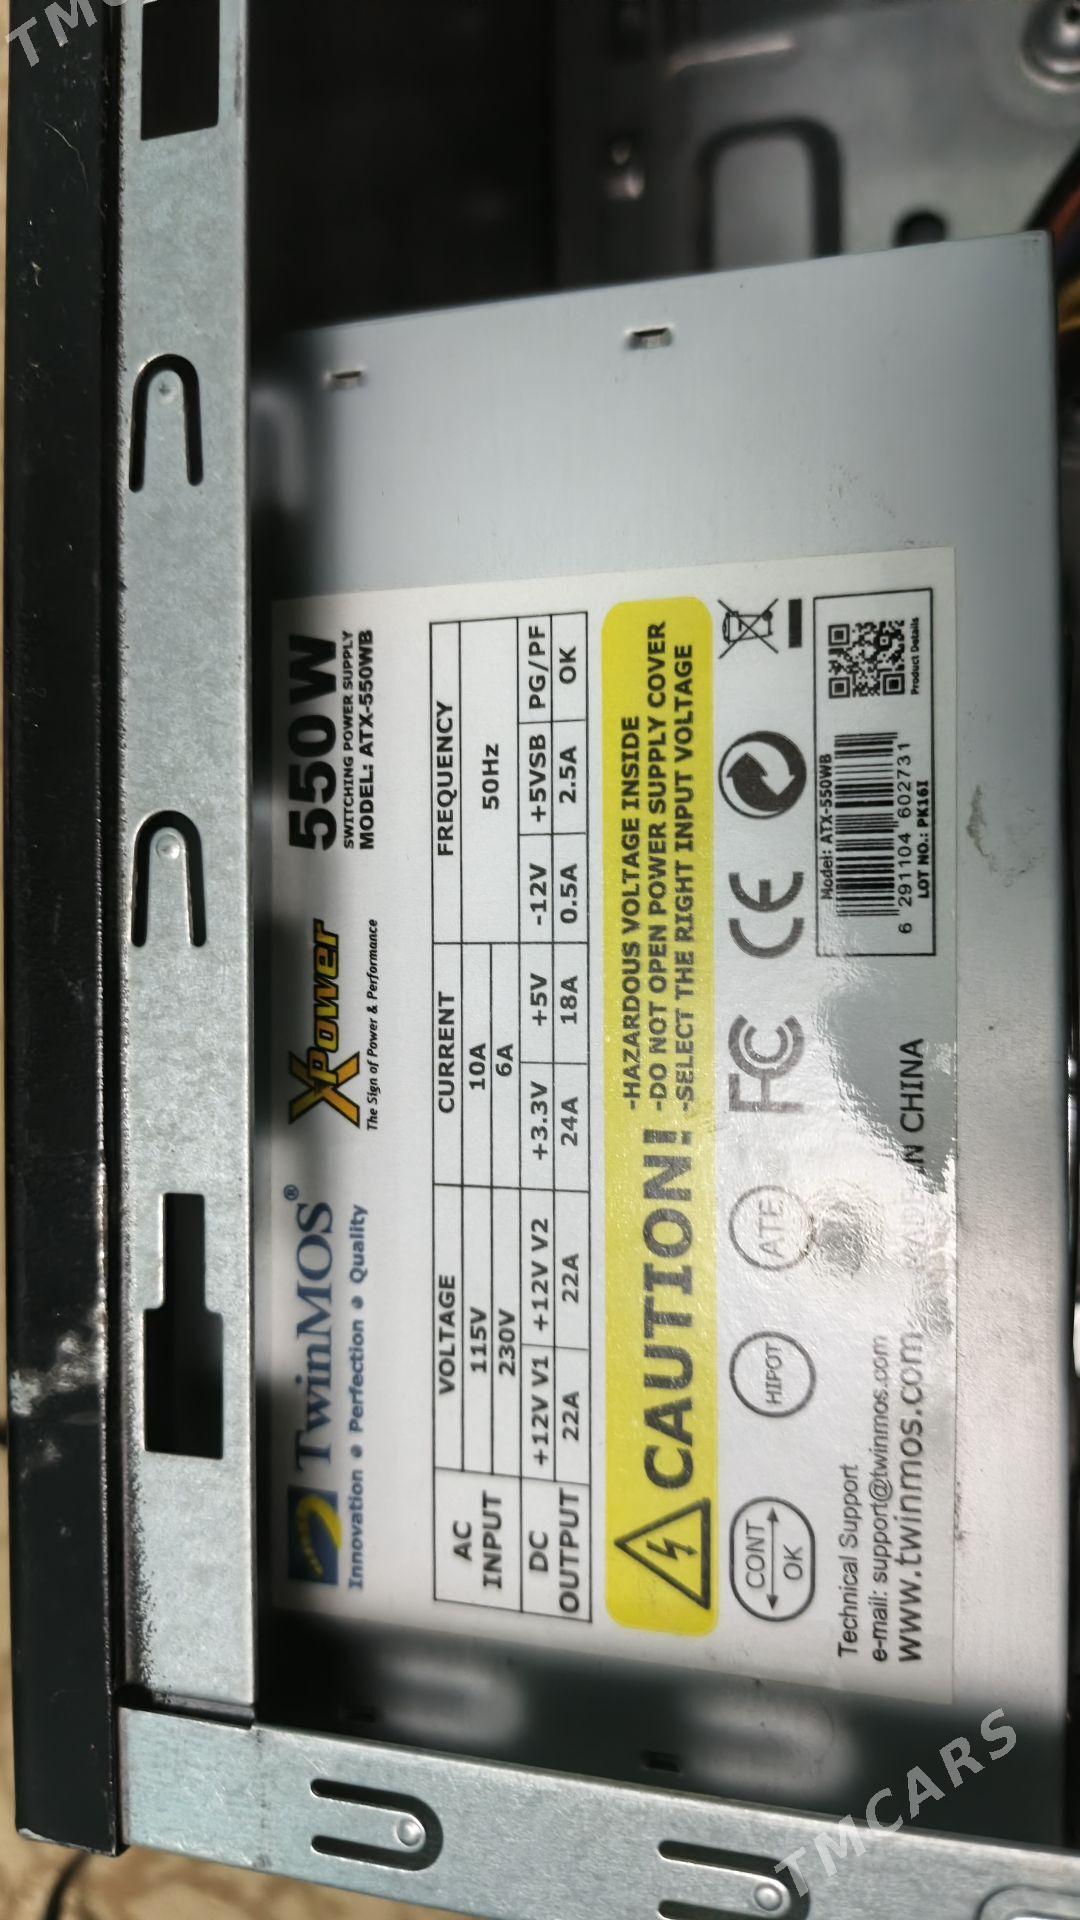 TwinMOS®
Innovation • Perfection • Quality
XPower
The Sign of Power & Performance
550W
SWITCHING POWER SUPPLY
MODEL: ATX-550WB
AC INPUT VOLTAGE CURRENT FREQUENCY
115V 10A 50Hz
230V 6A
DC OUTPUT +12V V1 +12V V2 +3.3V +5V -12V +5VSB PG/PF
22A 22A 24A 18A 0.5A 2.5A OK
CAUTION!
-HAZARDOUS VOLTAGE INSIDE
-DO NOT OPEN POWER SUPPLY COVER
-SELECT THE RIGHT INPUT VOLTAGE
CONT OK
HIPOT
ATE
FC
CE
Technical Support
e-mail: support@twinmos.com
www.twinmos.com
MADE IN CHINA
Model: ATX-550WB
6 291104 602731
LOT NO.: PK16I
Product Details
TMCARS